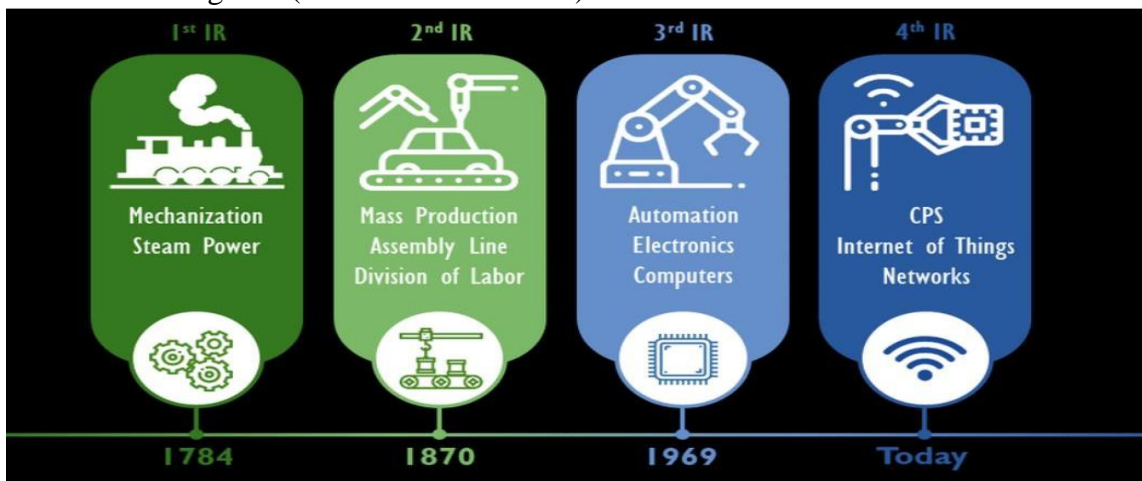 1st IR
2nd IR
3rd IR
4th IR
Mechanization
Steam Power
Mass Production
Assembly Line
Division of Labor
Automation
Electronics
Computers
CPS
Internet of Things
Networks
1784
1870
1969
Today